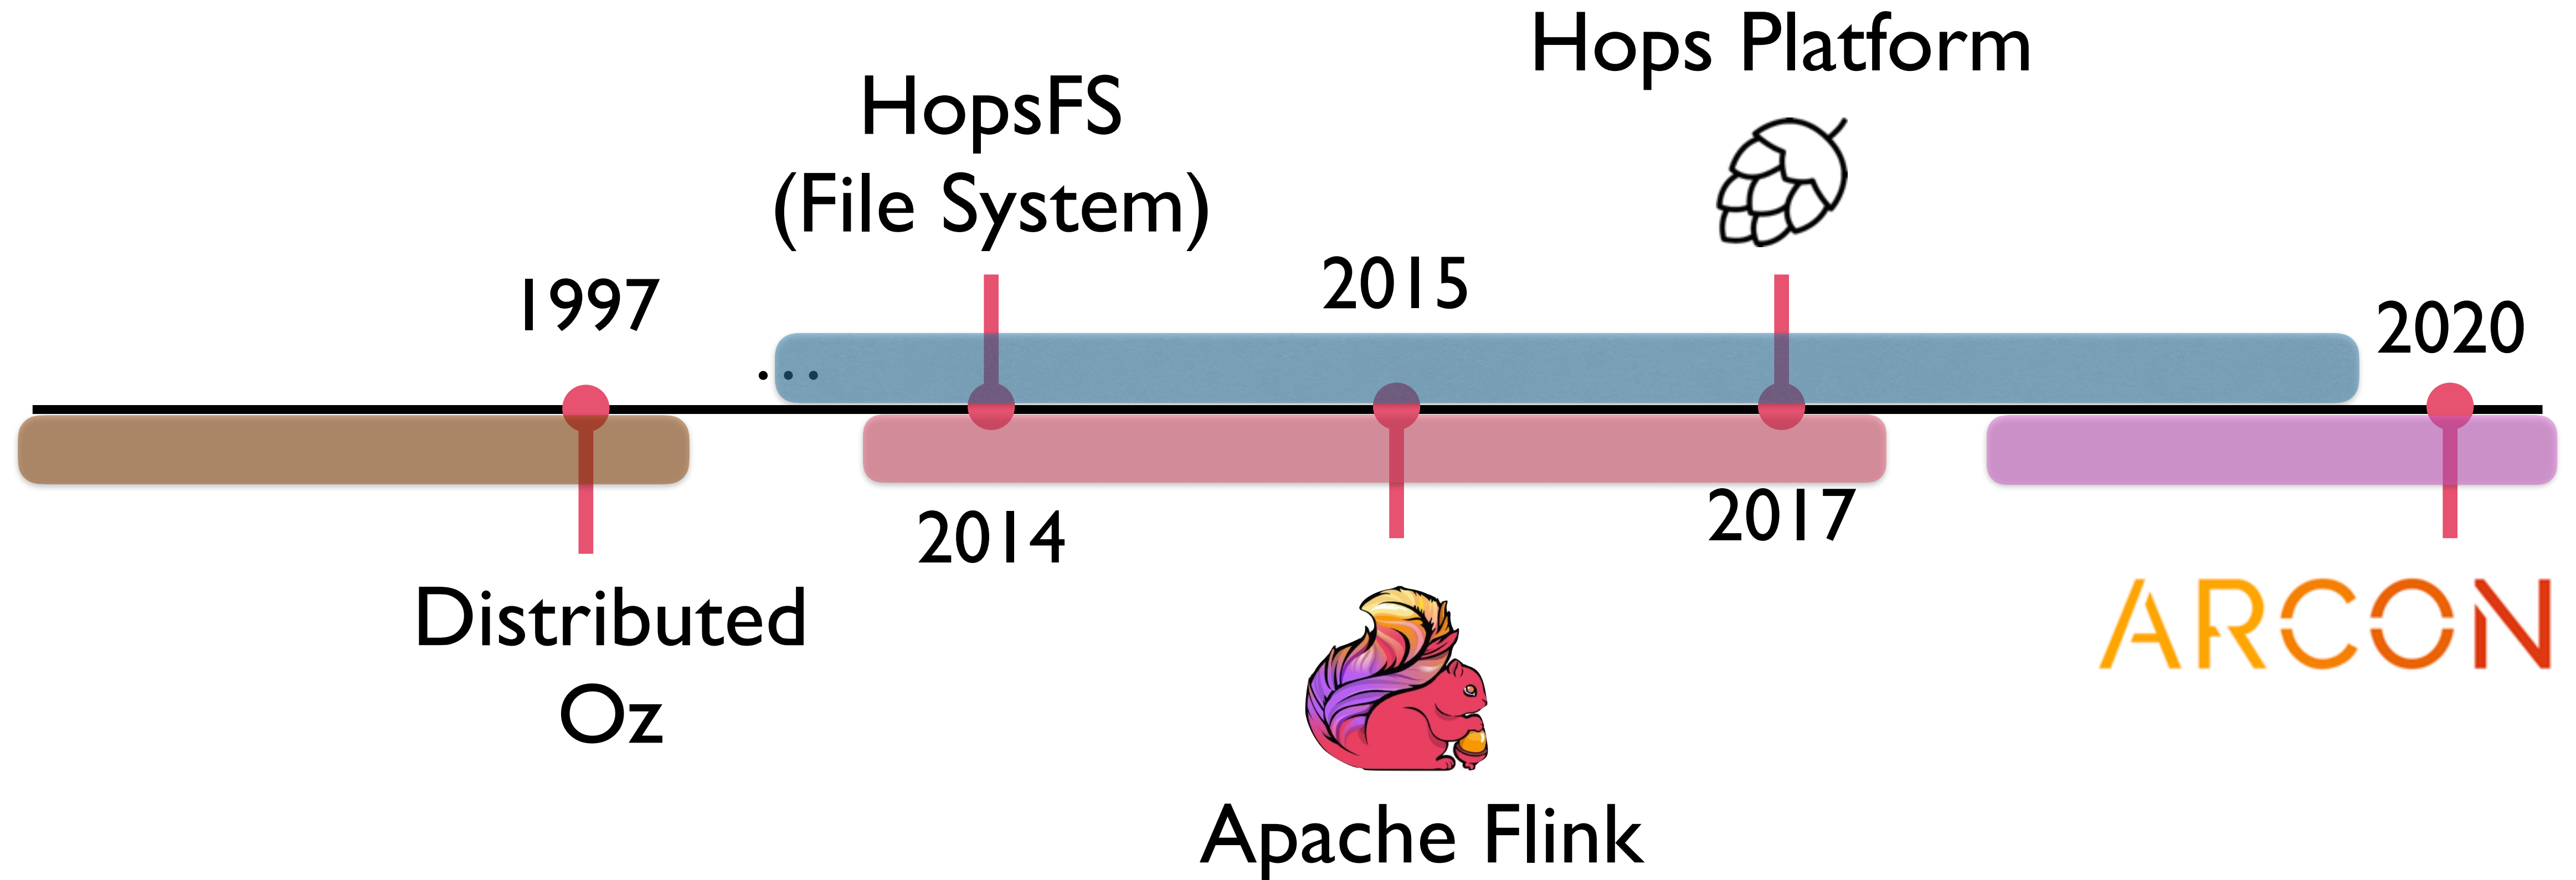 Hops Platform
HopsFS
(File System)
1997
2015
2020
...
2014
2017
Distributed
Oz
ARCON
Apache Flink